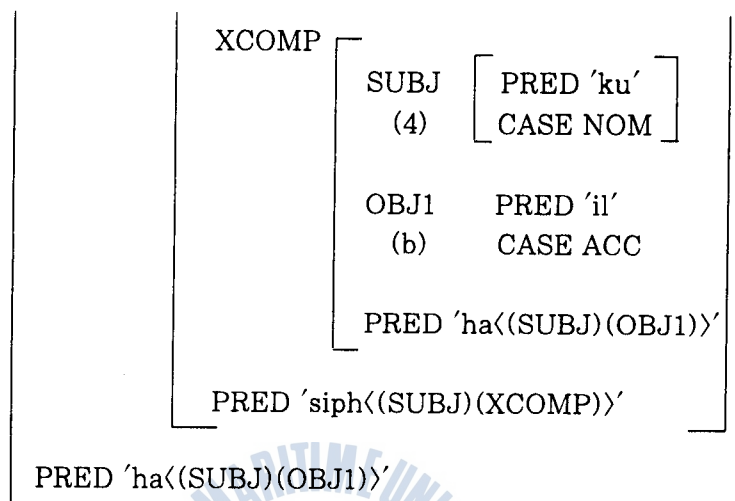 XCOMP
SUBJ PRED 'ku'
(4) CASE NOM
OBJ1 PRED 'il'
(b) CASE ACC
PRED 'ha⟨(SUBJ)(OBJ1)⟩'
PRED 'siph⟨(SUBJ)(XCOMP)⟩'
PRED 'ha⟨(SUBJ)(OBJ1)⟩'